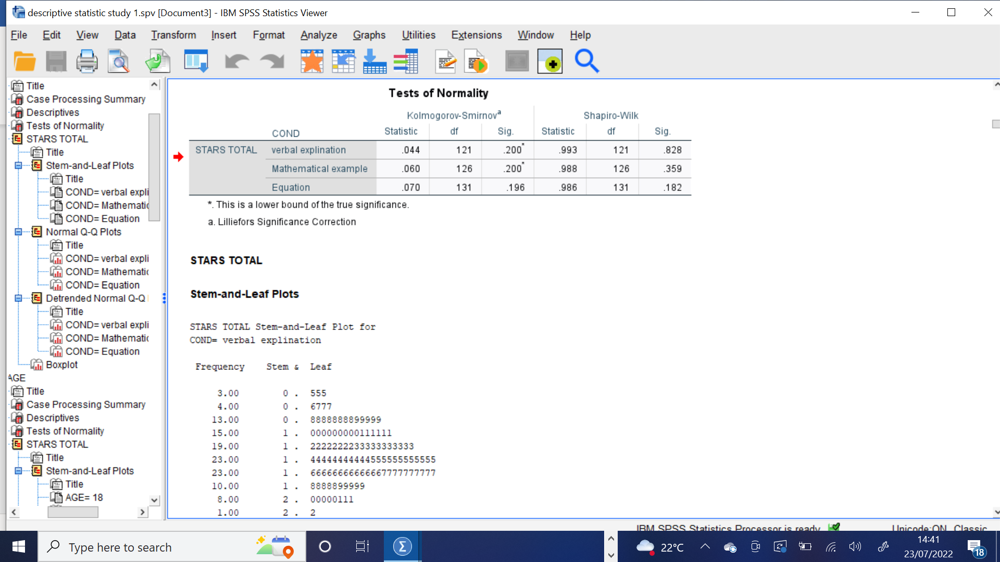 descriptive statistic study 1.spv [Document3] - IBM SPSS Statistics Viewer
File Edit View Data Transform Insert Format Analyze Graphs Utilities Extensions Window Help
Title
Case Processing Summary
Descriptives
Tests of Normality
STARS TOTAL
Title
Stem-and-Leaf Plots
Title
COND= verbal expli
COND= Mathematic
COND= Equation
Normal Q-Q Plots
Title
COND= verbal expli
COND= Mathematic
COND= Equation
Detrended Normal Q-Q
Title
COND= verbal expli
COND= Mathematic
COND= Equation
Boxplot
AGE
Title
Case Processing Summary
Descriptives
Tests of Normality
STARS TOTAL
Title
Stem-and-Leaf Plots
Title
AGE= 18
Tests of Normality
Kolmogorov-Smirnov a Shapiro-Wilk
COND Statistic df Sig. Statistic df Sig.
STARS TOTAL verbal explination .044 121 .200* .993 121 .828
Mathematical example .060 126 .200* .988 126 .359
Equation .070 131 .196 .986 131 .182
*. This is a lower bound of the true significance.
a. Lilliefors Significance Correction
STARS TOTAL
Stem-and-Leaf Plots
STARS TOTAL Stem-and-Leaf Plot for
COND= verbal explination
Frequency Stem & Leaf
3.00 0 . 555
4.00 0 . 6777
13.00 0 . 8888888899999
15.00 1 . 000000000111111
19.00 1 . 2222222233333333333
23.00 1 . 44444444444555555555555
23.00 1 . 66666666666667777777777
10.00 1 . 8888899999
8.00 2 . 00000111
1.00 2 . 2
IBM SPSS Statistics Processor is ready Unicode:ON Classic
Type here to search
22°C
14:41
23/07/2022
18